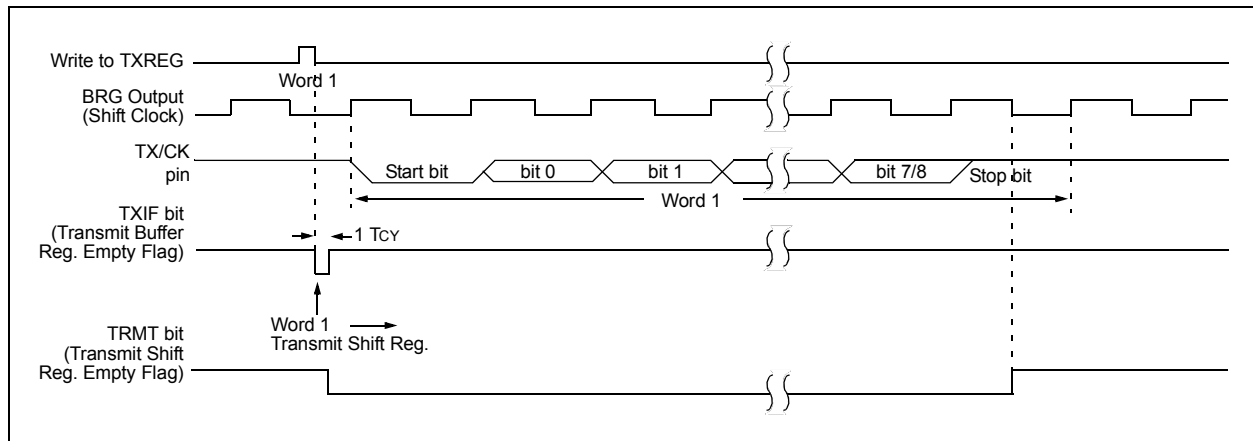 Write to TXREG
Word 1
BRG Output
(Shift Clock)
TX/CK
pin
Start bit
bit 0
bit 1
bit 7/8
Stop bit
Word 1
TXIF bit
(Transmit Buffer
Reg. Empty Flag)
1 TCY
Word 1
Transmit Shift Reg.
TRMT bit
(Transmit Shift
Reg. Empty Flag)